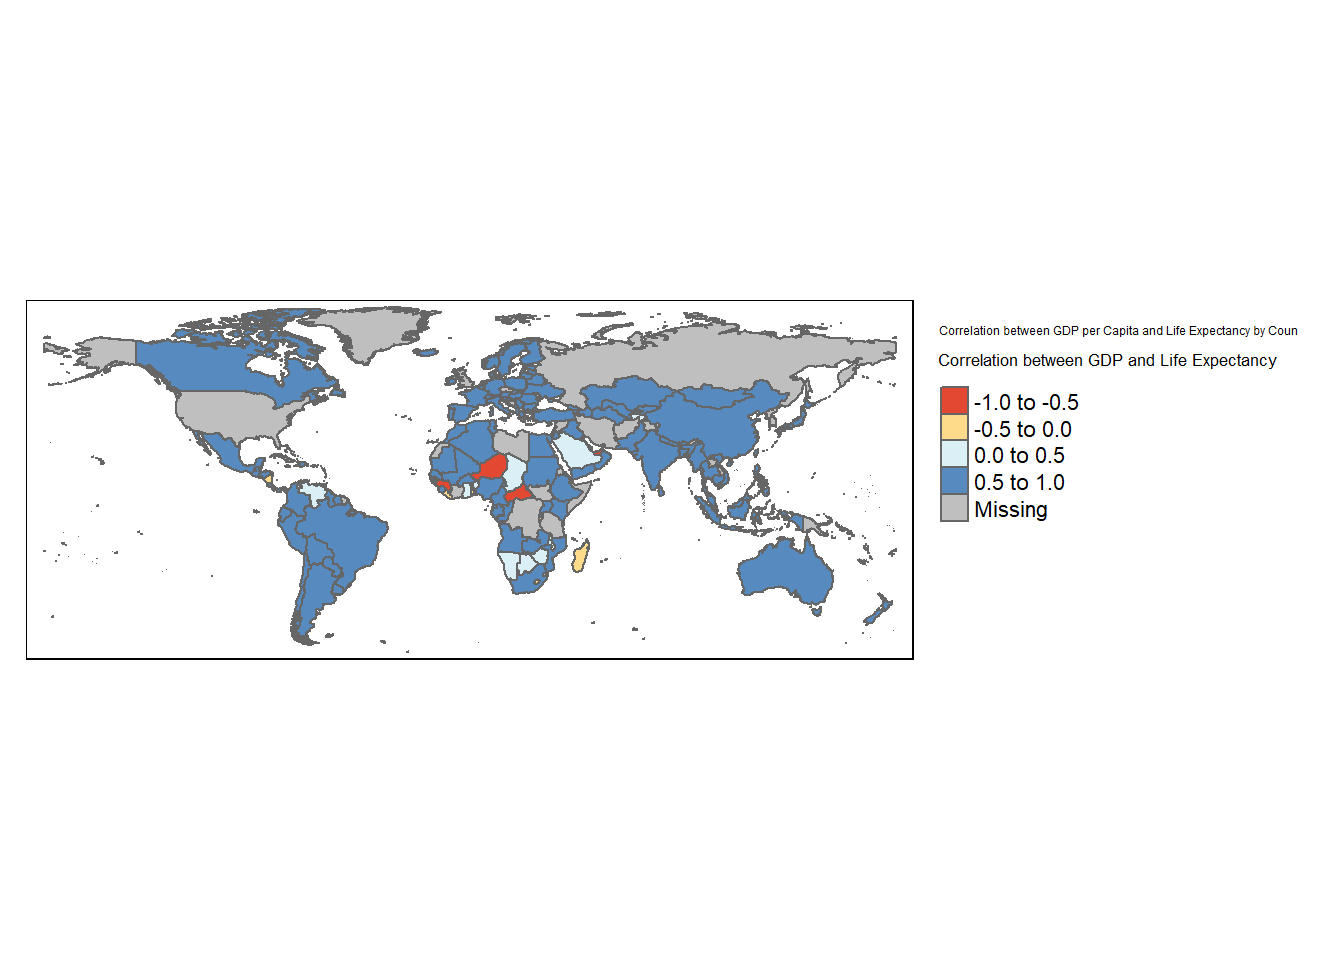 Correlation between GDP per Capita and Life Expectancy by Coun
Correlation between GDP and Life Expectancy
-1.0 to -0.5
-0.5 to 0.0
0.0 to 0.5
0.5 to 1.0
Missing